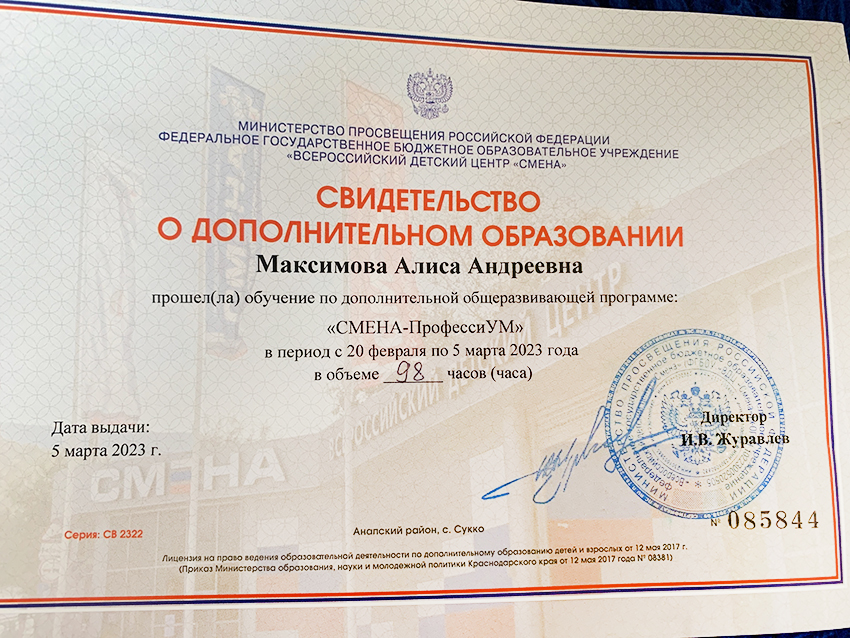 МИНИСТЕРСТВО ПРОСВЕЩЕНИЯ РОССИЙСКОЙ ФЕДЕРАЦИИ
ФЕДЕРАЛЬНОЕ ГОСУДАРСТВЕННОЕ БЮДЖЕТНОЕ ОБРАЗОВАТЕЛЬНОЕ УЧРЕЖДЕНИЕ
«ВСЕРОССИЙСКИЙ ДЕТСКИЙ ЦЕНТР «СМЕНА»
СВИДЕТЕЛЬСТВО
О ДОПОЛНИТЕЛЬНОМ ОБРАЗОВАНИИ
Максимова Алиса Андреевна
прошел(ла) обучение по дополнительной общеразвивающей программе:
«СМЕНА-ПрофессиУМ»
в период с 20 февраля по 5 марта 2023 года
в объеме 98 часов (часа)
Дата выдачи:
5 марта 2023 г.
Директор
И.В. Журавлев
СМЕНА
ВСЕРОССИЙСКИЙ ДЕТСКИЙ ЦЕНТР
№ 085844
Серия: СВ 2322
Анапский район, с. Сукко
Лицензия на право ведения образовательной деятельности по дополнительному образованию детей и взрослых от 12 мая 2017 г.
(Приказ Министерства образования, науки и молодежной политики Краснодарского края от 12 мая 2017 года № 08381)